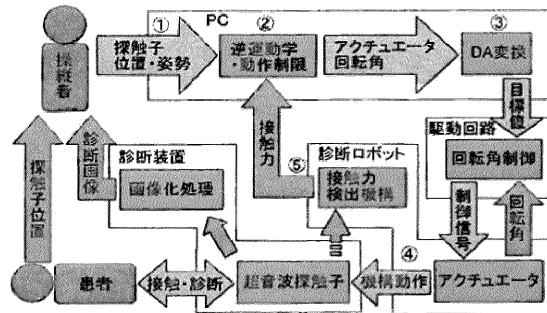 ①
PC
②
③
探触子
位置・姿勢
逆運動学
・動作制限
アクチュエータ
回転角
DA変換
操縦者
目標値
駆動回路
回転角制御
接触力
診断画像
探触子位置
診断装置
画像化処理
⑤
診断ロボット
接触力
検出機構
制御信号
回転角
④
患者
接触・診断
超音波探触子
機構動作
アクチュエータ